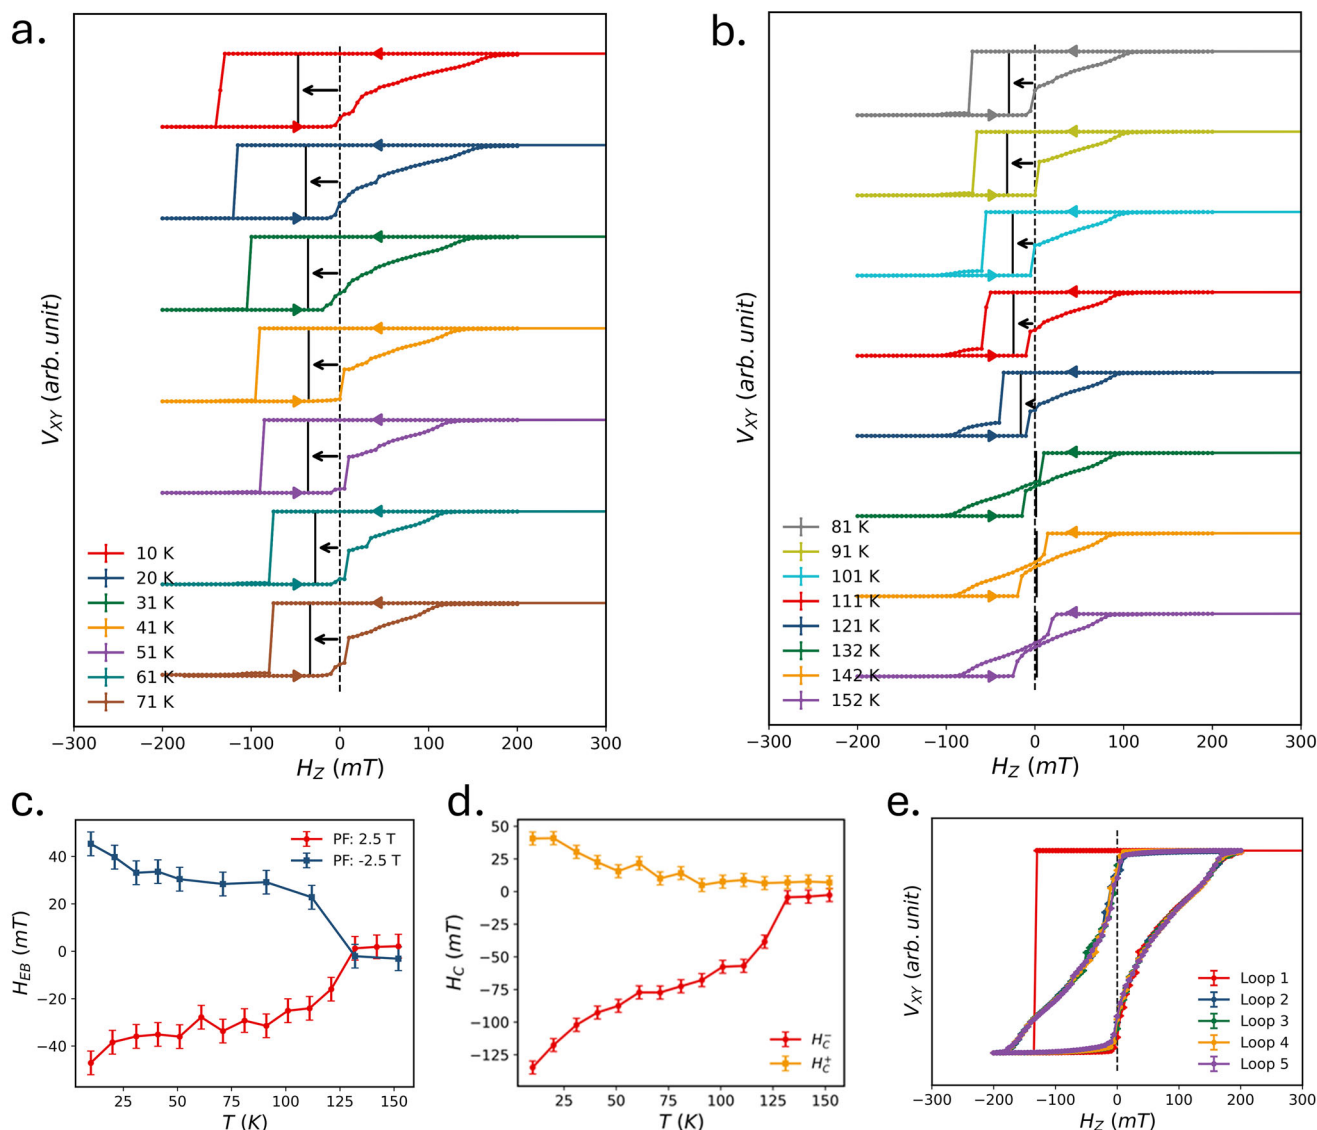 a.
V_XY (arb. unit)
10 K
20 K
31 K
41 K
51 K
61 K
71 K
−300 −200 −100 0 100 200 300
H_Z (mT)
b.
V_XY (arb. unit)
81 K
91 K
101 K
111 K
121 K
132 K
142 K
152 K
−300 −200 −100 0 100 200 300
H_Z (mT)
c.
H_EB (mT)
40
20
0
−20
−40
PF: 2.5 T
PF: -2.5 T
25 50 75 100 125 150
T (K)
d.
H_C (mT)
50
25
0
−25
−50
−75
−100
−125
H_C^−
H_C^+
25 50 75 100 125 150
T (K)
e.
V_XY (arb. unit)
Loop 1
Loop 2
Loop 3
Loop 4
Loop 5
−300 −200 −100 0 100 200 300
H_Z (mT)